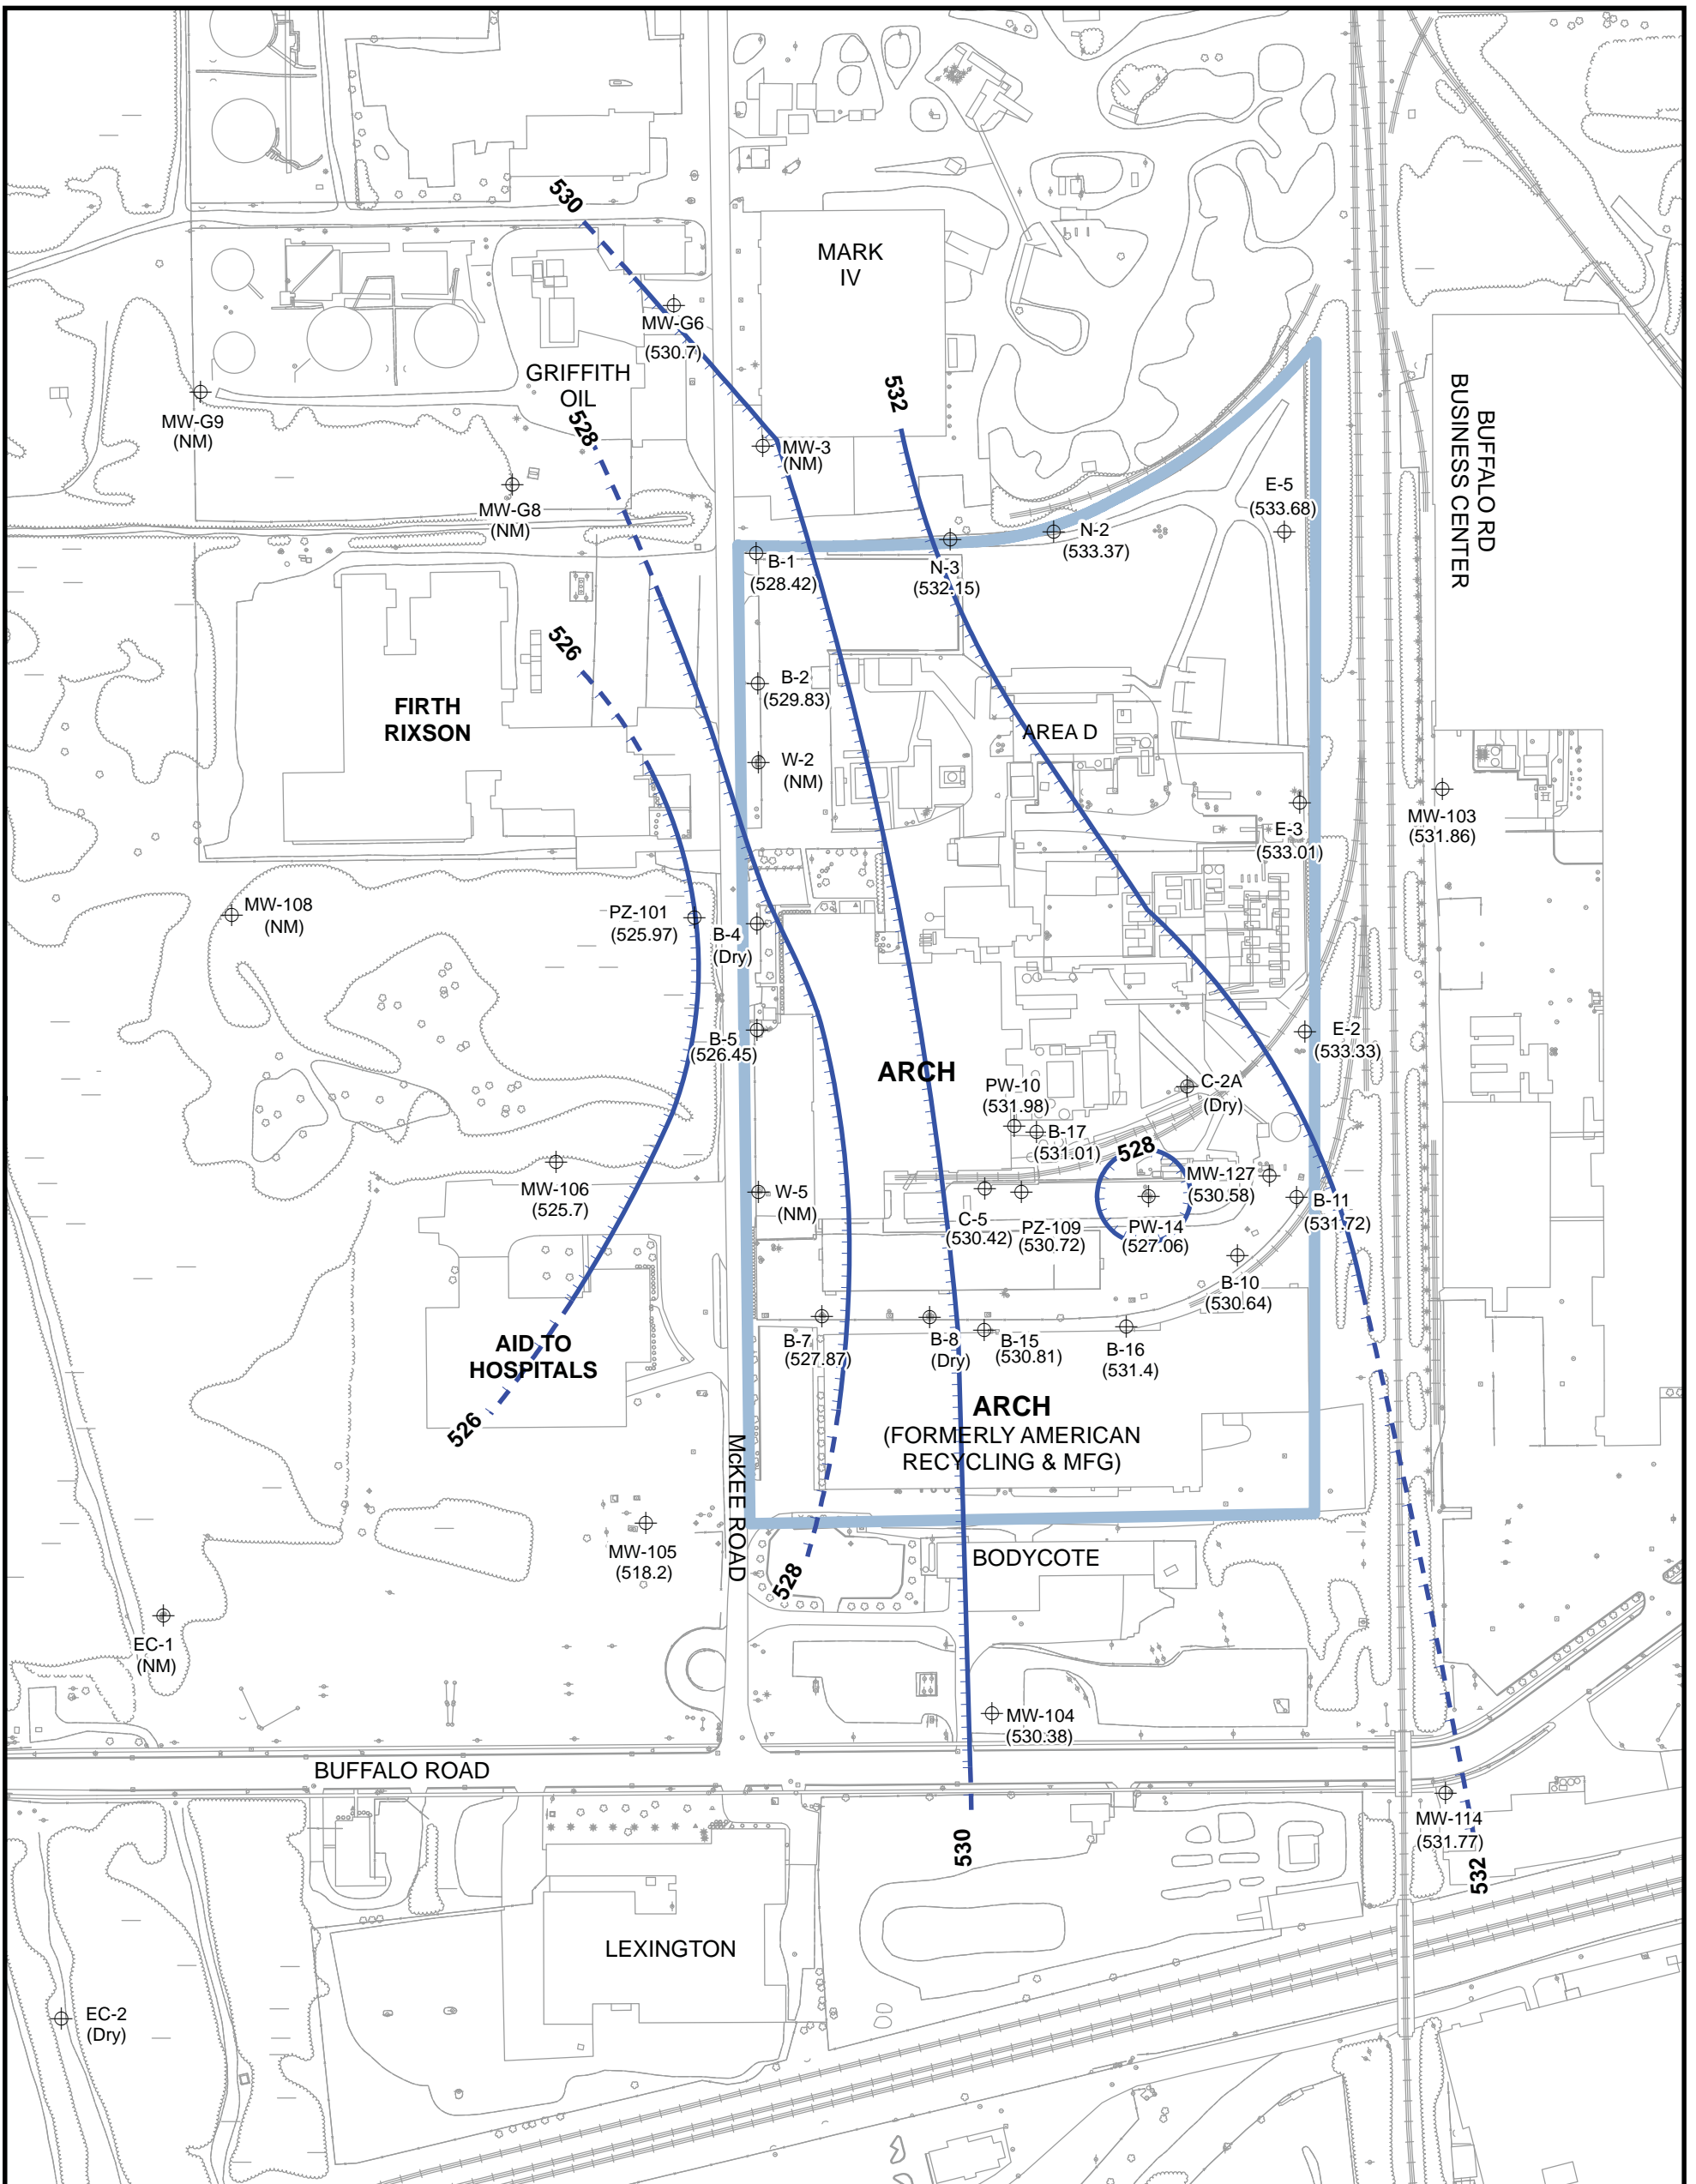 530
MARK
IV
MW-G6
(530.7)
GRIFFITH
OIL
532
BUFFALO RD
BUSINESS CENTER
MW-G9
(NM)
528
MW-3
(NM)
E-5
(533.68)
MW-G8
(NM)
N-2
(533.37)
B-1
(528.42)
N-3
(532.15)
526
B-2
(529.83)
FIRTH
RIXSON
AREA D
W-2
(NM)
MW-103
(531.86)
E-3
(533.01)
MW-108
(NM)
PZ-101
(525.97)
B-4
(Dry)
B-5
(526.45)
E-2
(533.33)
ARCH
PW-10
(531.98)
C-2A
(Dry)
B-17
(531.01)
528
MW-127
(530.58)
MW-106
(525.7)
W-5
(NM)
B-11
(531.72)
C-5
(530.42)
PZ-109
(530.72)
PW-14
(527.06)
B-10
(530.64)
B-7
(527.87)
B-8
(Dry)
B-15
(530.81)
B-16
(531.4)
AID TO
HOSPITALS
526
ARCH
(FORMERLY AMERICAN
RECYCLING & MFG)
McKEE ROAD
MW-105
(518.2)
BODYCOTE
528
EC-1
(NM)
MW-104
(530.38)
BUFFALO ROAD
MW-114
(531.77)
530
532
LEXINGTON
EC-2
(Dry)